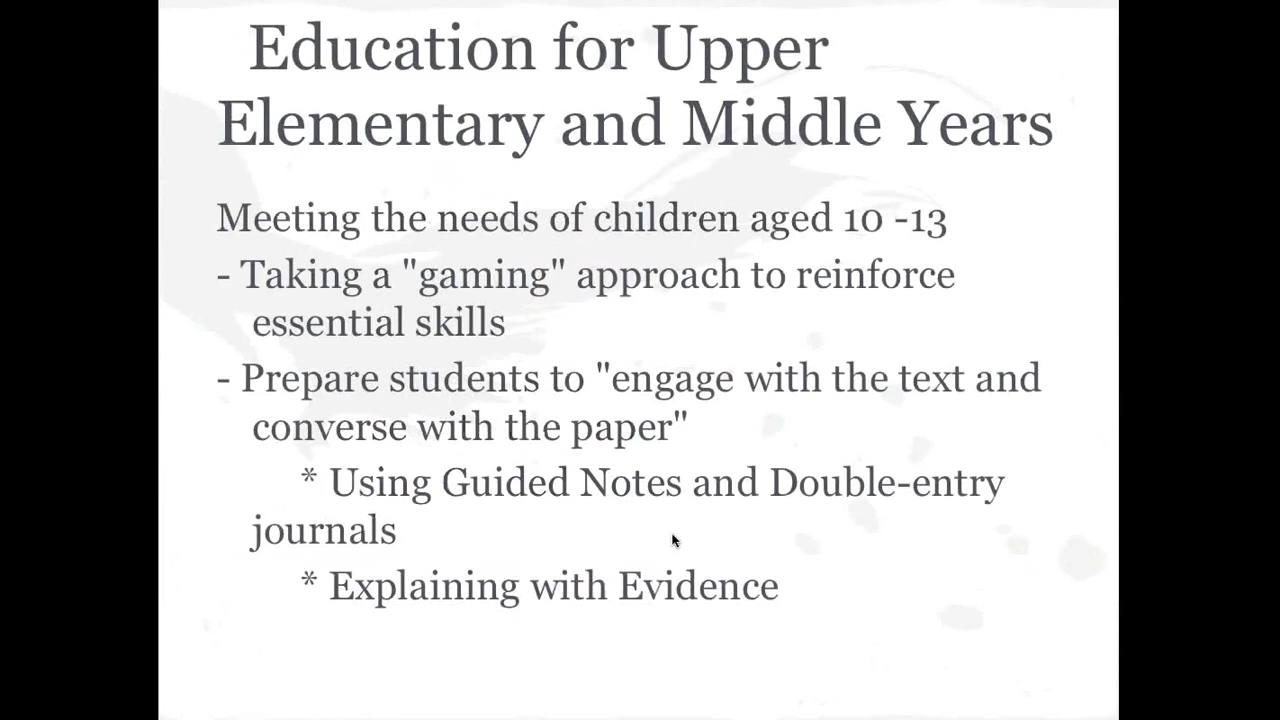 Education for Upper
Elementary and Middle Years
Meeting the needs of children aged 10 -13
- Taking a "gaming" approach to reinforce
essential skills
- Prepare students to "engage with the text and
converse with the paper"
* Using Guided Notes and Double-entry
journals
* Explaining with Evidence